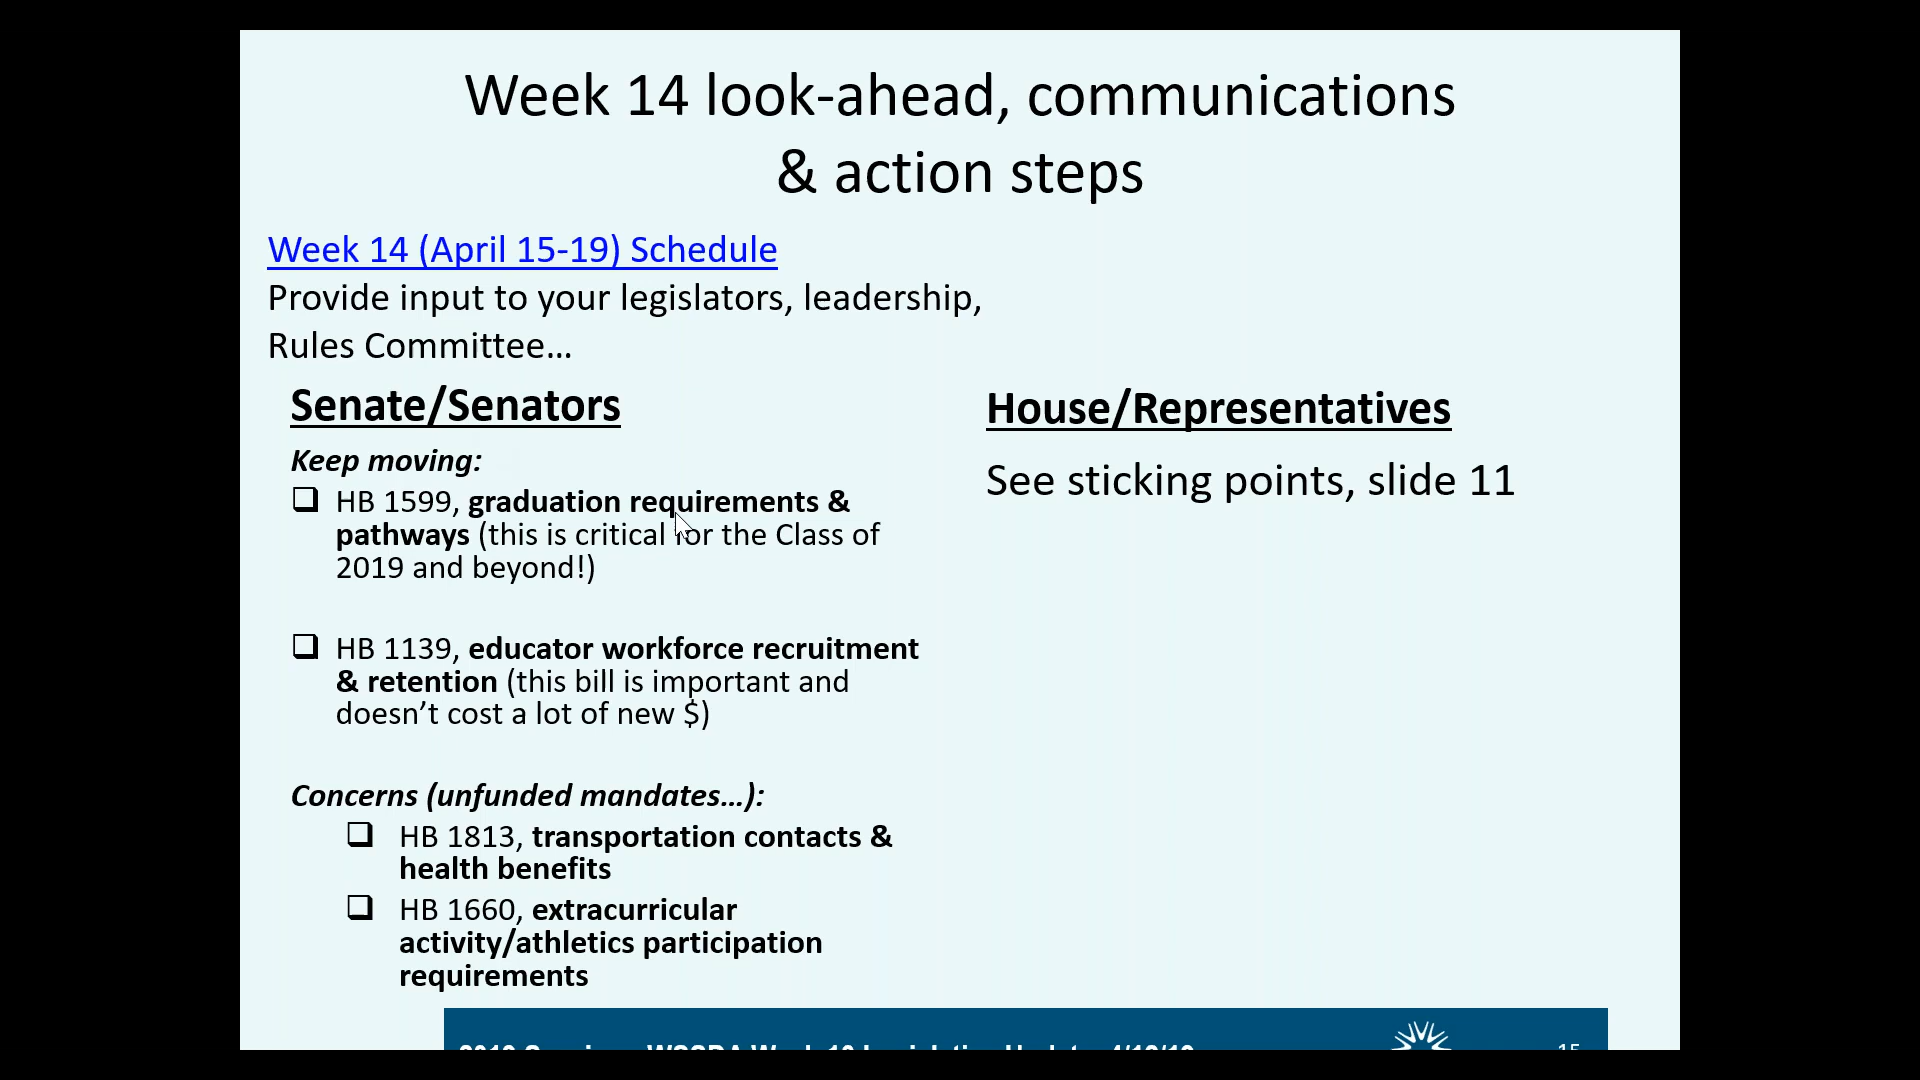 Week 14 look-ahead, communications
& action steps
Week 14 (April 15-19) Schedule
Provide input to your legislators, leadership,
Rules Committee…
Senate/Senators
Keep moving:
HB 1599, graduation requirements &
pathways (this is critical for the Class of
2019 and beyond!)
HB 1139, educator workforce recruitment
& retention (this bill is important and
doesn’t cost a lot of new $)
Concerns (unfunded mandates…):
HB 1813, transportation contacts &
health benefits
HB 1660, extracurricular
activity/athletics participation
requirements
House/Representatives
See sticking points, slide 11
15